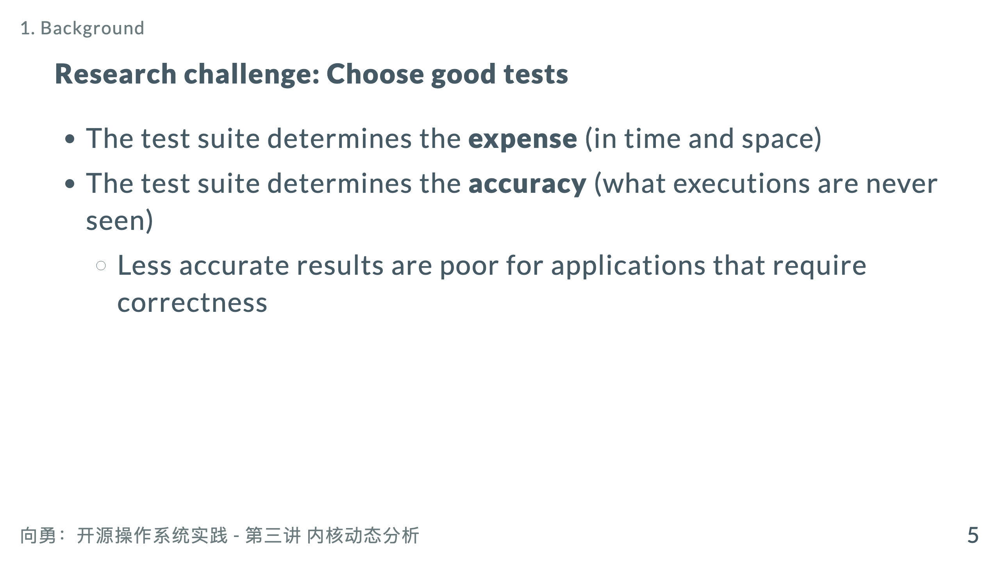 1. Background
Research challenge: Choose good tests
• The test suite determines the expense (in time and space)
• The test suite determines the accuracy (what executions are never
seen)
○ Less accurate results are poor for applications that require
correctness
向勇：开源操作系统实践 - 第三讲 内核动态分析
5